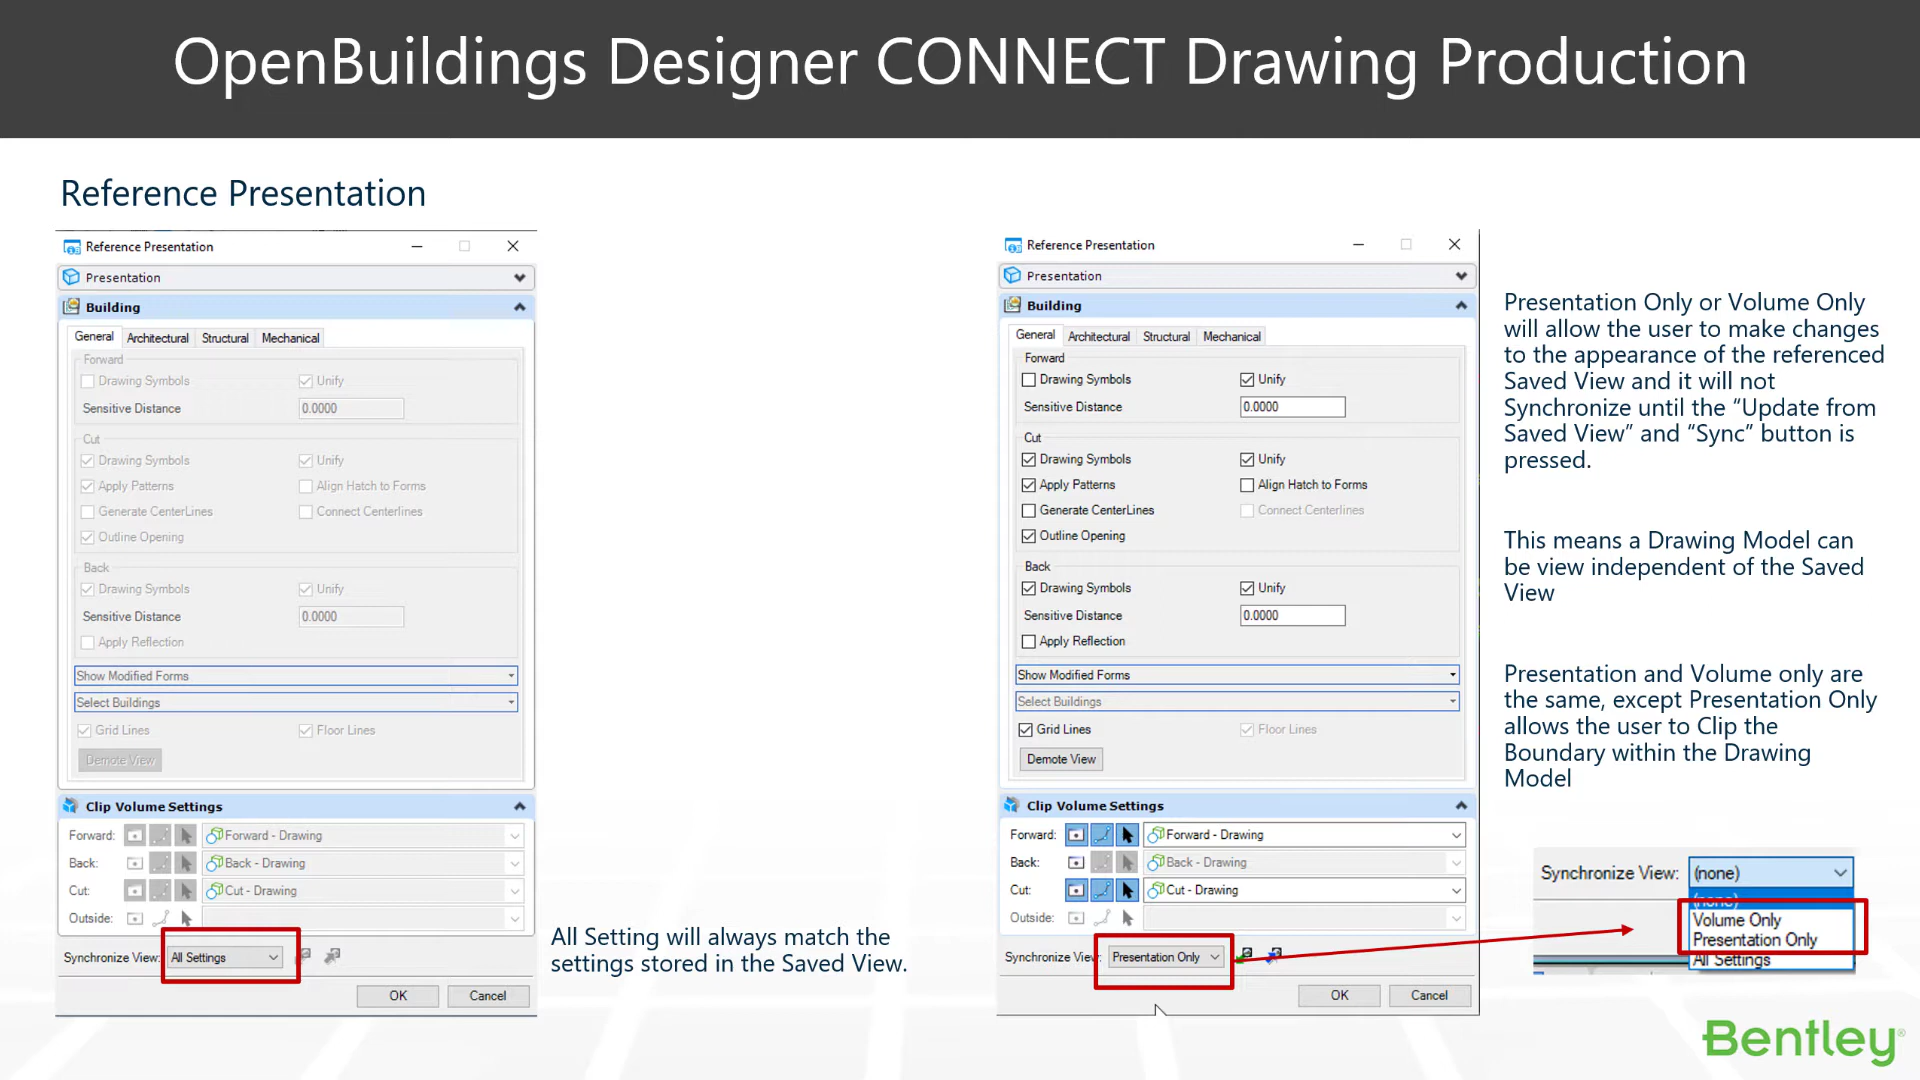 OpenBuildings Designer CONNECT Drawing Production
Reference Presentation
Reference Presentation
Presentation
Building
General Architectural Structural Mechanical
Forward
Drawing Symbols Unify
Sensitive Distance 0.0000
Cut
Drawing Symbols Unify
Apply Patterns Align Hatch to Forms
Generate CenterLines Connect Centerlines
Outline Opening
Back
Drawing Symbols Unify
Sensitive Distance 0.0000
Apply Reflection
Show Modified Forms
Select Buildings
Grid Lines Floor Lines
Demote View
Clip Volume Settings
Forward: Forward - Drawing
Back: Back - Drawing
Cut: Cut - Drawing
Outside:
Synchronize View: All Settings
OK Cancel
All Setting will always match the
settings stored in the Saved View.
Reference Presentation
Presentation
Building
General Architectural Structural Mechanical
Forward
Drawing Symbols Unify
Sensitive Distance 0.0000
Cut
Drawing Symbols Unify
Apply Patterns Align Hatch to Forms
Generate CenterLines Connect Centerlines
Outline Opening
Back
Drawing Symbols Unify
Sensitive Distance 0.0000
Apply Reflection
Show Modified Forms
Select Buildings
Grid Lines Floor Lines
Demote View
Clip Volume Settings
Forward: Forward - Drawing
Back: Back - Drawing
Cut: Cut - Drawing
Outside:
Synchronize View: Presentation Only
OK Cancel
Presentation Only or Volume Only
will allow the user to make changes
to the appearance of the referenced
Saved View and it will not
Synchronize until the “Update from
Saved View” and “Sync” button is
pressed.
This means a Drawing Model can
be view independent of the Saved
View
Presentation and Volume only are
the same, except Presentation Only
allows the user to Clip the
Boundary within the Drawing
Model
Synchronize View: (none)
(none)
Volume Only
Presentation Only
All Settings
Bentley®